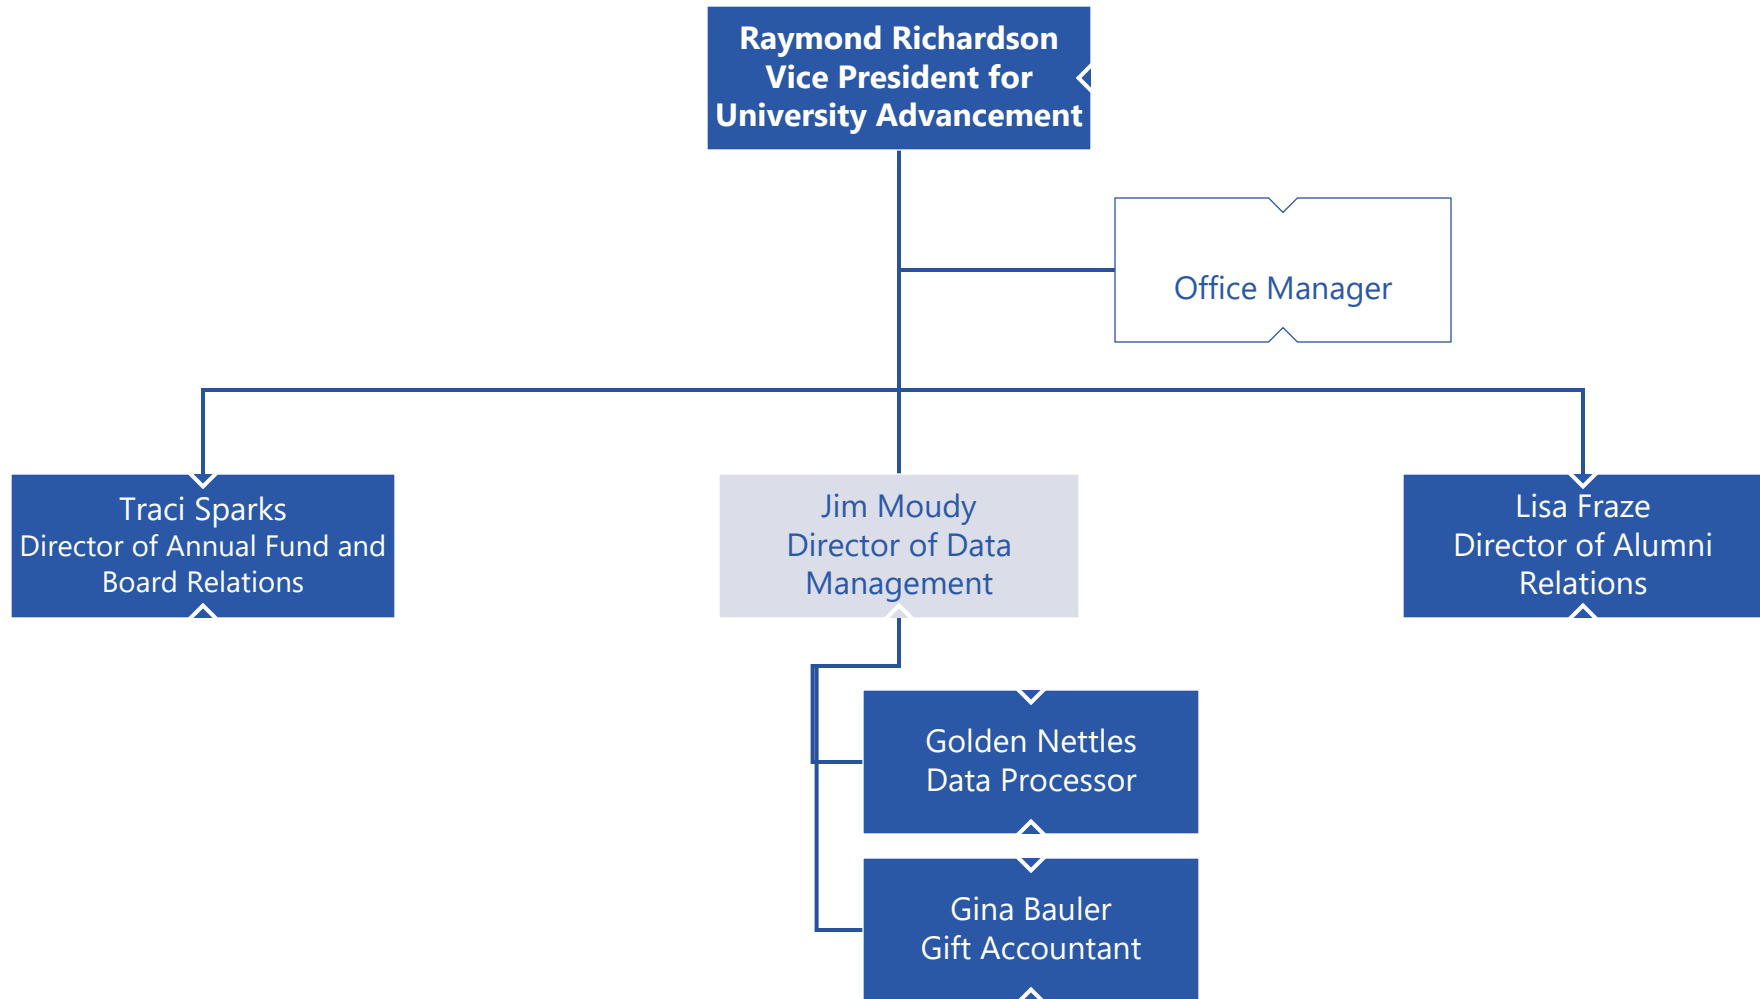 Raymond Richardson
Vice President for
University Advancement
Office Manager
Traci Sparks
Director of Annual Fund and
Board Relations
Jim Moudy
Director of Data
Management
Lisa Fraze
Director of Alumni
Relations
Golden Nettles
Data Processor
Gina Bauler
Gift Accountant